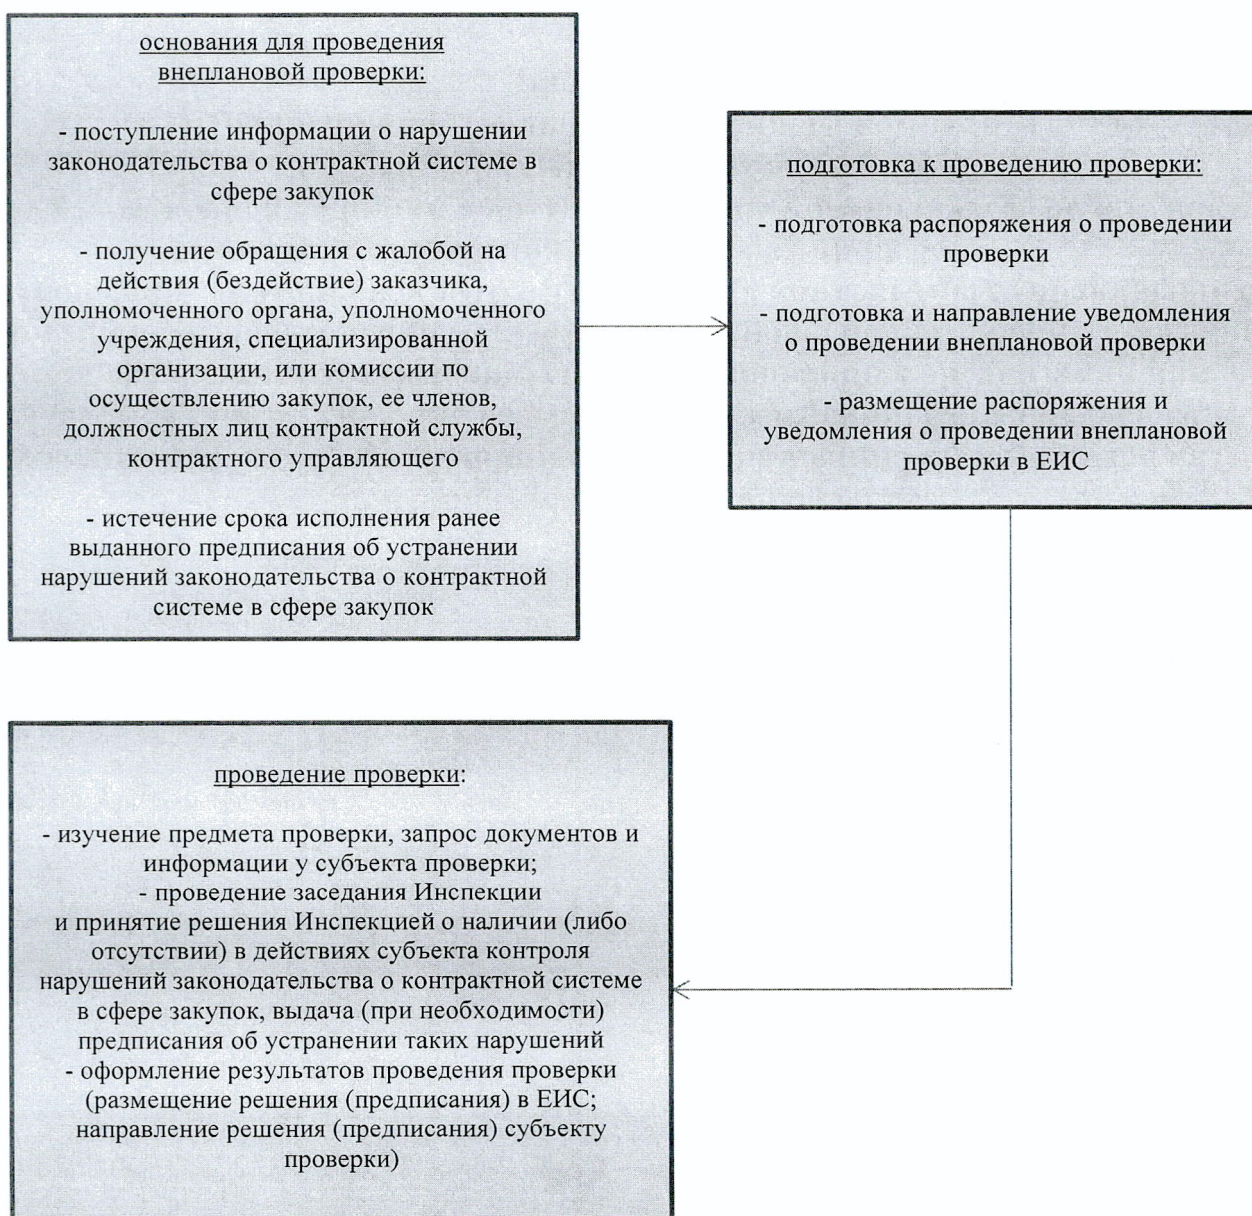 основания для проведения
внеплановой проверки:
- поступление информации о нарушении
законодательства о контрактной системе в
сфере закупок
- получение обращения с жалобой на
действия (бездействие) заказчика,
уполномоченного органа, уполномоченного
учреждения, специализированной
организации, или комиссии по
осуществлению закупок, ее членов,
должностных лиц контрактной службы,
контрактного управляющего
- истечение срока исполнения ранее
выданного предписания об устранении
нарушений законодательства о контрактной
системе в сфере закупок
подготовка к проведению проверки:
- подготовка распоряжения о проведении
проверки
- подготовка и направление уведомления
о проведении внеплановой проверки
- размещение распоряжения и
уведомления о проведении внеплановой
проверки в ЕИС
проведение проверки:
- изучение предмета проверки, запрос документов и
информации у субъекта проверки;
- проведение заседания Инспекции
и принятие решения Инспекцией о наличии (либо
отсутствии) в действиях субъекта контроля
нарушений законодательства о контрактной системе
в сфере закупок, выдача (при необходимости)
предписания об устранении таких нарушений
- оформление результатов проведения проверки
(размещение решения (предписания) в ЕИС;
направление решения (предписания) субъекту
проверки)